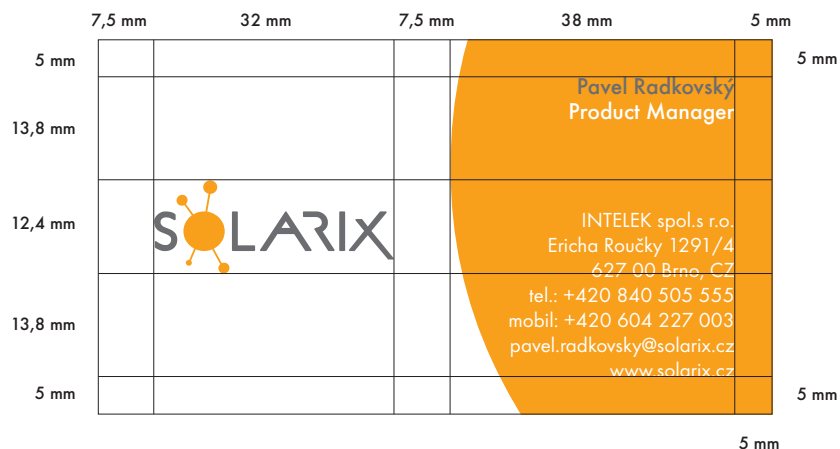 7,5 mm 32 mm 7,5 mm 38 mm 5 mm
5 mm 5 mm
Pavel Radkovský
Product Manager
13,8 mm
12,4 mm
SOLARIX
INTELEK spol.s r.o.
Ericha Roučky 1291/4
627 00 Brno, CZ
tel.: +420 840 505 555
13,8 mm
mobil: +420 604 227 003
pavel.radkovsky@solarix.cz
www.solarix.cz
5 mm 5 mm
5 mm